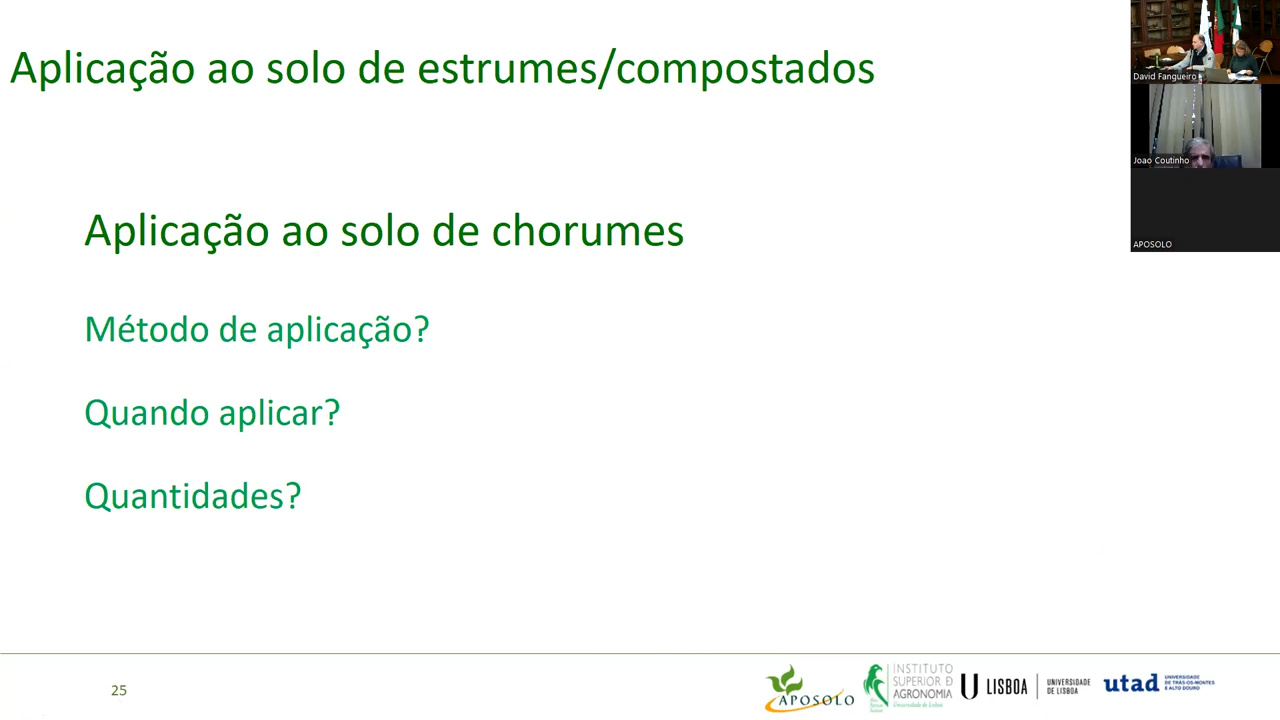 Aplicação ao solo de estrumes/compostados
David Fangueiro
Joao Coutinho
APOSOLO
Aplicação ao solo de chorumes
Método de aplicação?
Quando aplicar?
Quantidades?
25
APOSOLO
INSTITUTO
SUPERIOR D
AGRONOMIA
Universidade de Lisboa
LISBOA
UNIVERSIDADE
DE LISBOA
utad
UNIVERSIDADE
DE TRÁS-OS-MONTES
E ALTO DOURO